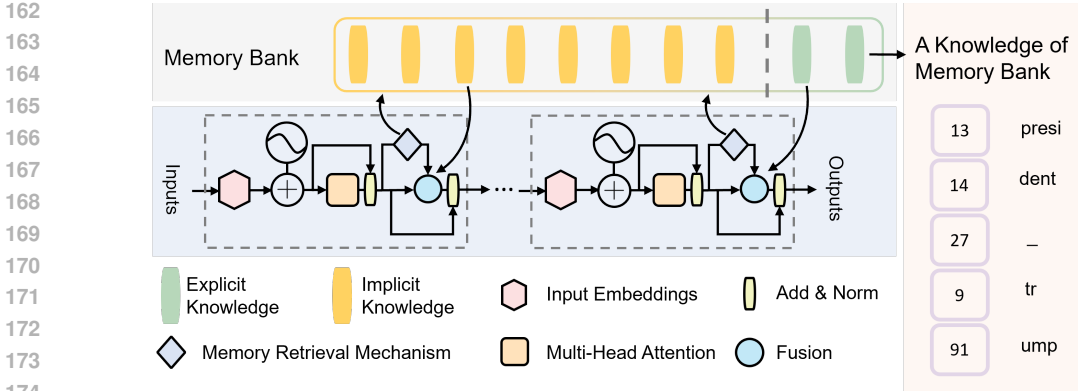 162
163
164
165
166
167
168
169
170
171
172
173
Memory Bank
A Knowledge of
Memory Bank
Inputs
...
Outputs
13 presi
14 dent
27 _
9 tr
91 ump
Explicit
Knowledge
Implicit
Knowledge
Input Embeddings
Add & Norm
Memory Retrieval Mechanism
Multi-Head Attention
Fusion